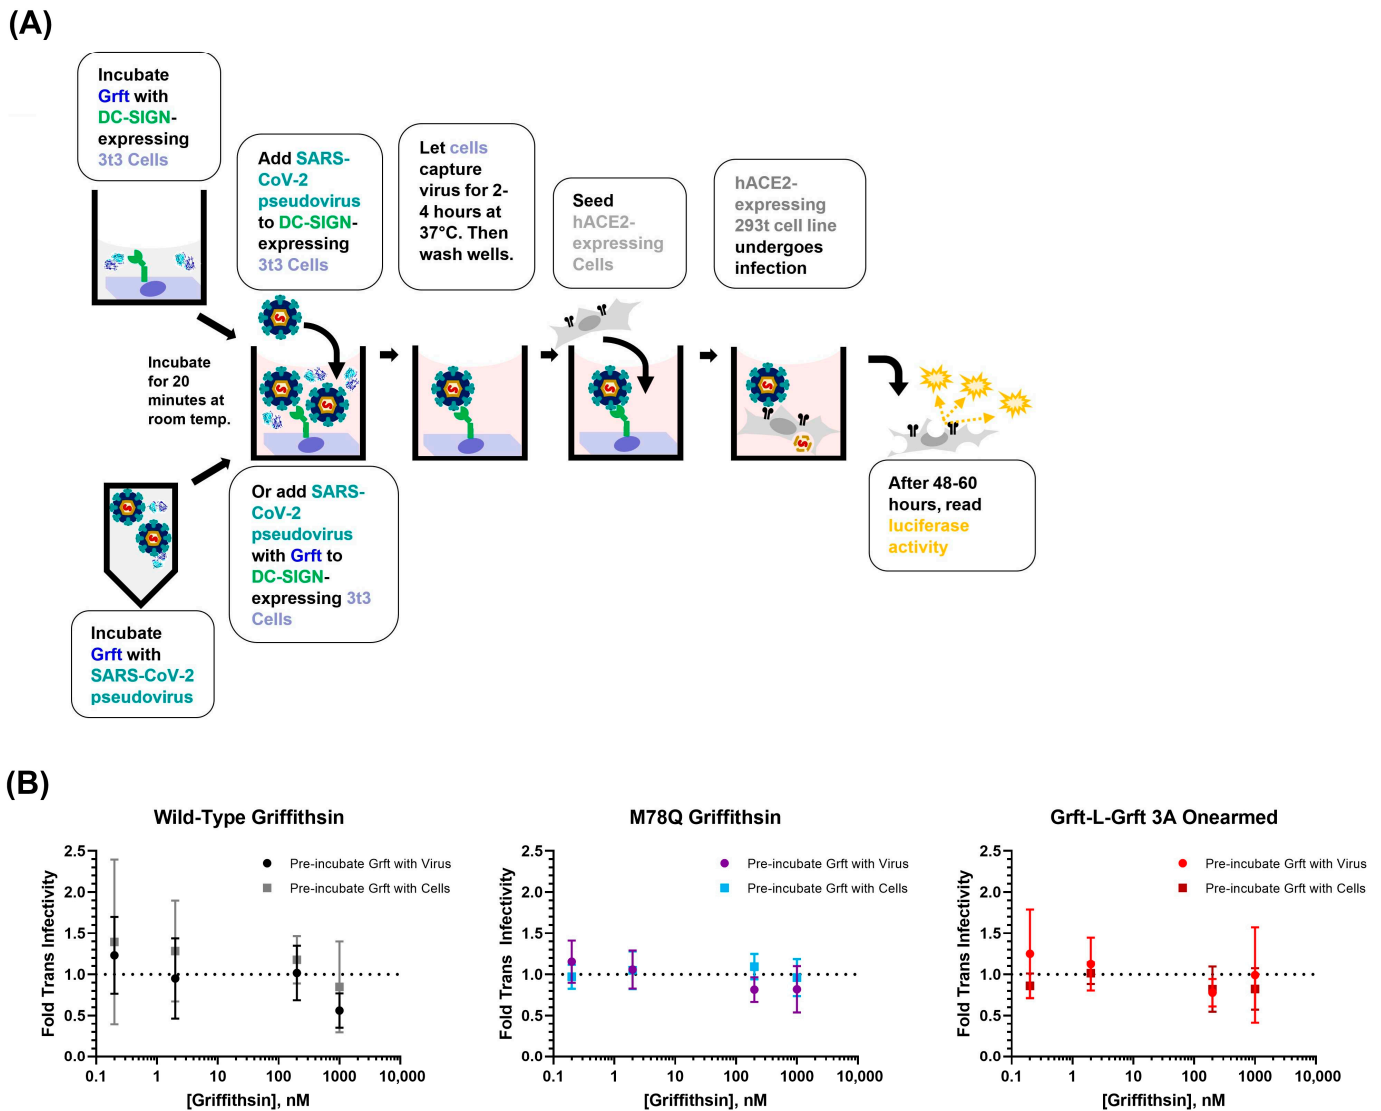 (A)
Incubate
Grft with
DC-SIGN-
expressing
3t3 Cells
Add SARS-
CoV-2
pseudovirus
to DC-SIGN-
expressing
3t3 Cells
Let cells
capture
virus for 2-
4 hours at
37°C. Then
wash wells.
Seed
hACE2-
expressing
Cells
hACE2-
expressing
293t cell line
undergoes
infection
Incubate
for 20
minutes at
room temp.
Or add SARS-
CoV-2
pseudovirus
with Grft to
DC-SIGN-
expressing 3t3
Cells
After 48-60
hours, read
luciferase
activity
Incubate
Grft with
SARS-CoV-2
pseudovirus
(B)
Wild-Type Griffithsin
Fold Trans Infectivity
2.5
2.0
1.5
1.0
0.5
0.0
Pre-incubate Grft with Virus
Pre-incubate Grft with Cells
0.1 1 10 100 1000 10,000
[Griffithsin], nM
M78Q Griffithsin
Fold Trans Infectivity
2.5
2.0
1.5
1.0
0.5
0.0
Pre-incubate Grft with Virus
Pre-incubate Grft with Cells
0.1 1 10 100 1000 10,000
[Griffithsin], nM
Grft-L-Grft 3A Onearmed
Fold Trans Infectivity
2.5
2.0
1.5
1.0
0.5
0.0
Pre-incubate Grft with Virus
Pre-incubate Grft with Cells
0.1 1 10 100 1000 10,000
[Griffithsin], nM